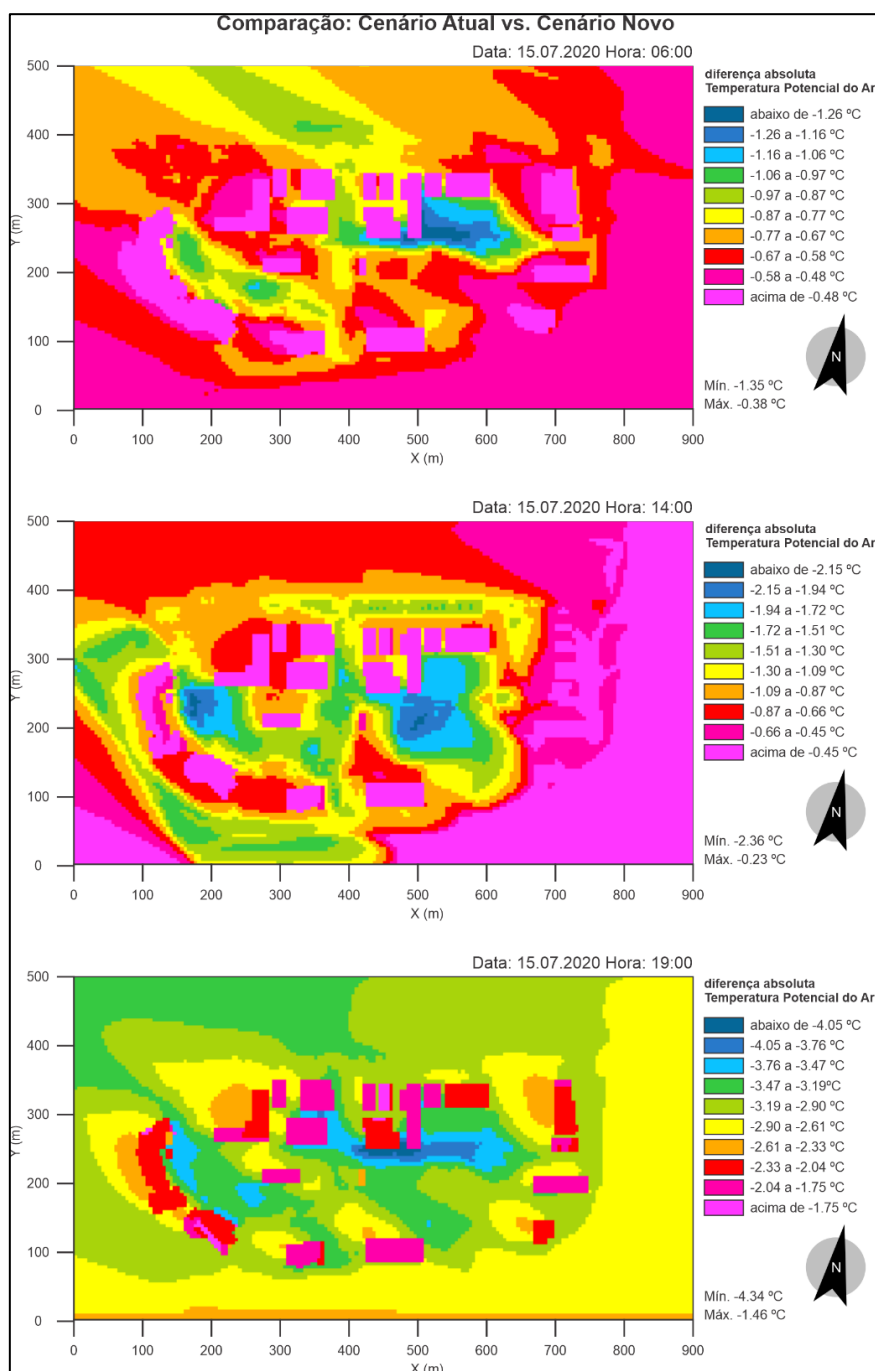 Comparação: Cenário Atual vs. Cenário Novo
Data: 15.07.2020 Hora: 06:00
500
400
300
200
100
0
Y (m)
0 100 200 300 400 500 600 700 800 900
X (m)
diferença absoluta
Temperatura Potencial do Ar
abaixo de -1.26 ºC
-1.26 a -1.16 ºC
-1.16 a -1.06 ºC
-1.06 a -0.97 ºC
-0.97 a -0.87 ºC
-0.87 a -0.77 ºC
-0.77 a -0.67 ºC
-0.67 a -0.58 ºC
-0.58 a -0.48 ºC
acima de -0.48 ºC
N
Mín. -1.35 ºC
Máx. -0.38 ºC
Data: 15.07.2020 Hora: 14:00
500
400
300
200
100
0
Y (m)
0 100 200 300 400 500 600 700 800 900
X (m)
diferença absoluta
Temperatura Potencial do Ar
abaixo de -2.15 ºC
-2.15 a -1.94 ºC
-1.94 a -1.72 ºC
-1.72 a -1.51 ºC
-1.51 a -1.30 ºC
-1.30 a -1.09 ºC
-1.09 a -0.87 ºC
-0.87 a -0.66 ºC
-0.66 a -0.45 ºC
acima de -0.45 ºC
N
Mín. -2.36 ºC
Máx. -0.23 ºC
Data: 15.07.2020 Hora: 19:00
500
400
300
200
100
0
Y (m)
0 100 200 300 400 500 600 700 800 900
X (m)
diferença absoluta
Temperatura Potencial do Ar
abaixo de -4.05 ºC
-4.05 a -3.76 ºC
-3.76 a -3.47 ºC
-3.47 a -3.19ºC
-3.19 a -2.90 ºC
-2.90 a -2.61 ºC
-2.61 a -2.33 ºC
-2.33 a -2.04 ºC
-2.04 a -1.75 ºC
acima de -1.75 ºC
N
Mín. -4.34 ºC
Máx. -1.46 ºC